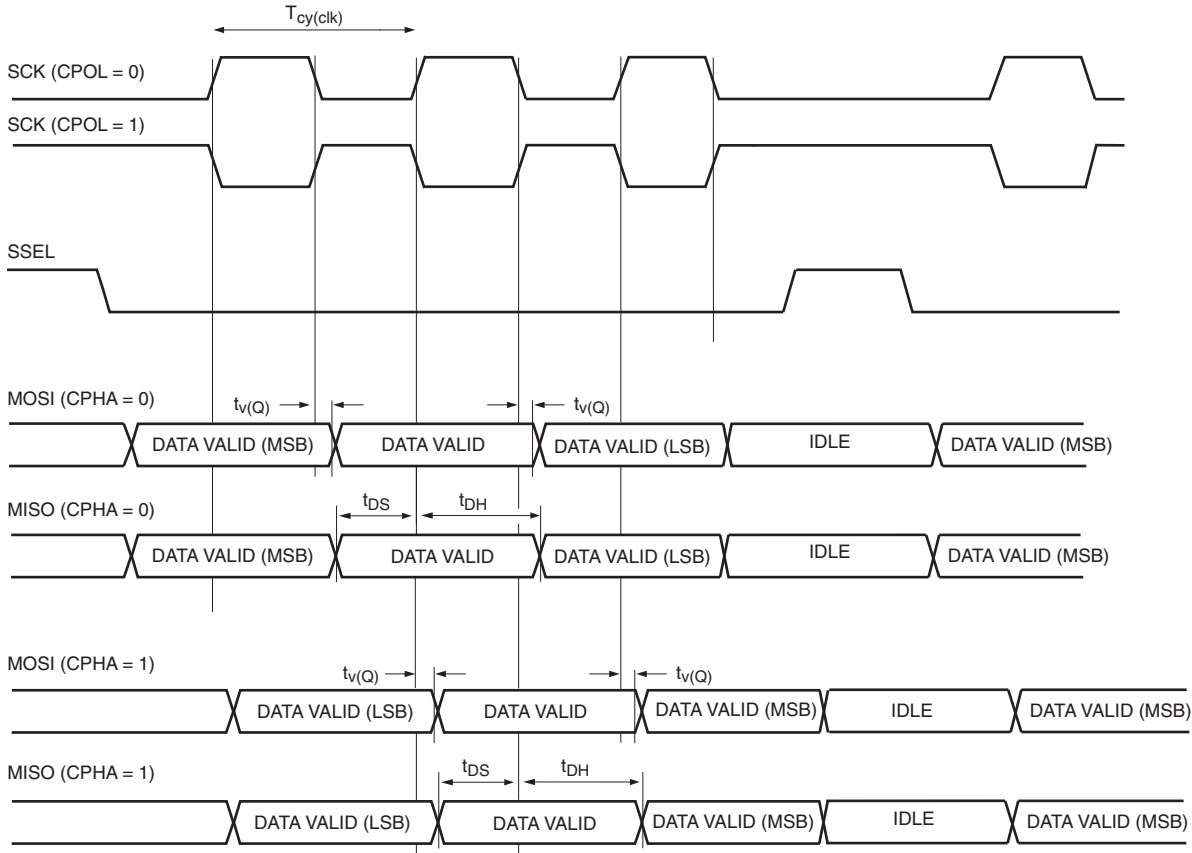 Tcy(clk)
SCK (CPOL = 0)
SCK (CPOL = 1)
SSEL
MOSI (CPHA = 0)
tv(Q) tv(Q)
DATA VALID (MSB) DATA VALID DATA VALID (LSB) IDLE DATA VALID (MSB)
MISO (CPHA = 0)
tDS tDH
DATA VALID (MSB) DATA VALID DATA VALID (LSB) IDLE DATA VALID (MSB)
MOSI (CPHA = 1)
tv(Q) tv(Q)
DATA VALID (LSB) DATA VALID DATA VALID (MSB) IDLE DATA VALID (MSB)
MISO (CPHA = 1)
tDS tDH
DATA VALID (LSB) DATA VALID DATA VALID (MSB) IDLE DATA VALID (MSB)